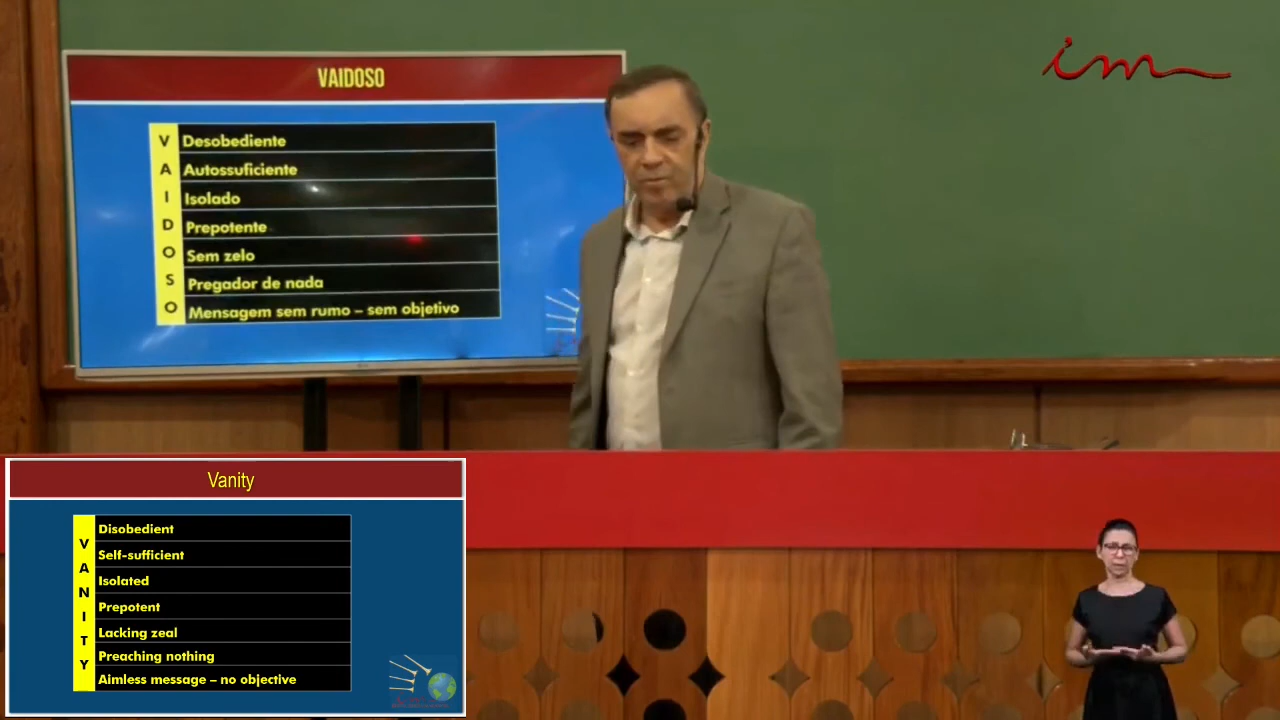 VAIDOSO
V
A
I
D
O
S
O
Desobediente
Autossuficiente
Isolado
Prepotente
Sem zelo
Pregador de nada
Mensagem sem rumo – sem objetivo
im
Vanity
V
A
N
I
T
Y
Disobedient
Self-sufficient
Isolated
Prepotent
Lacking zeal
Preaching nothing
Aimless message – no objective